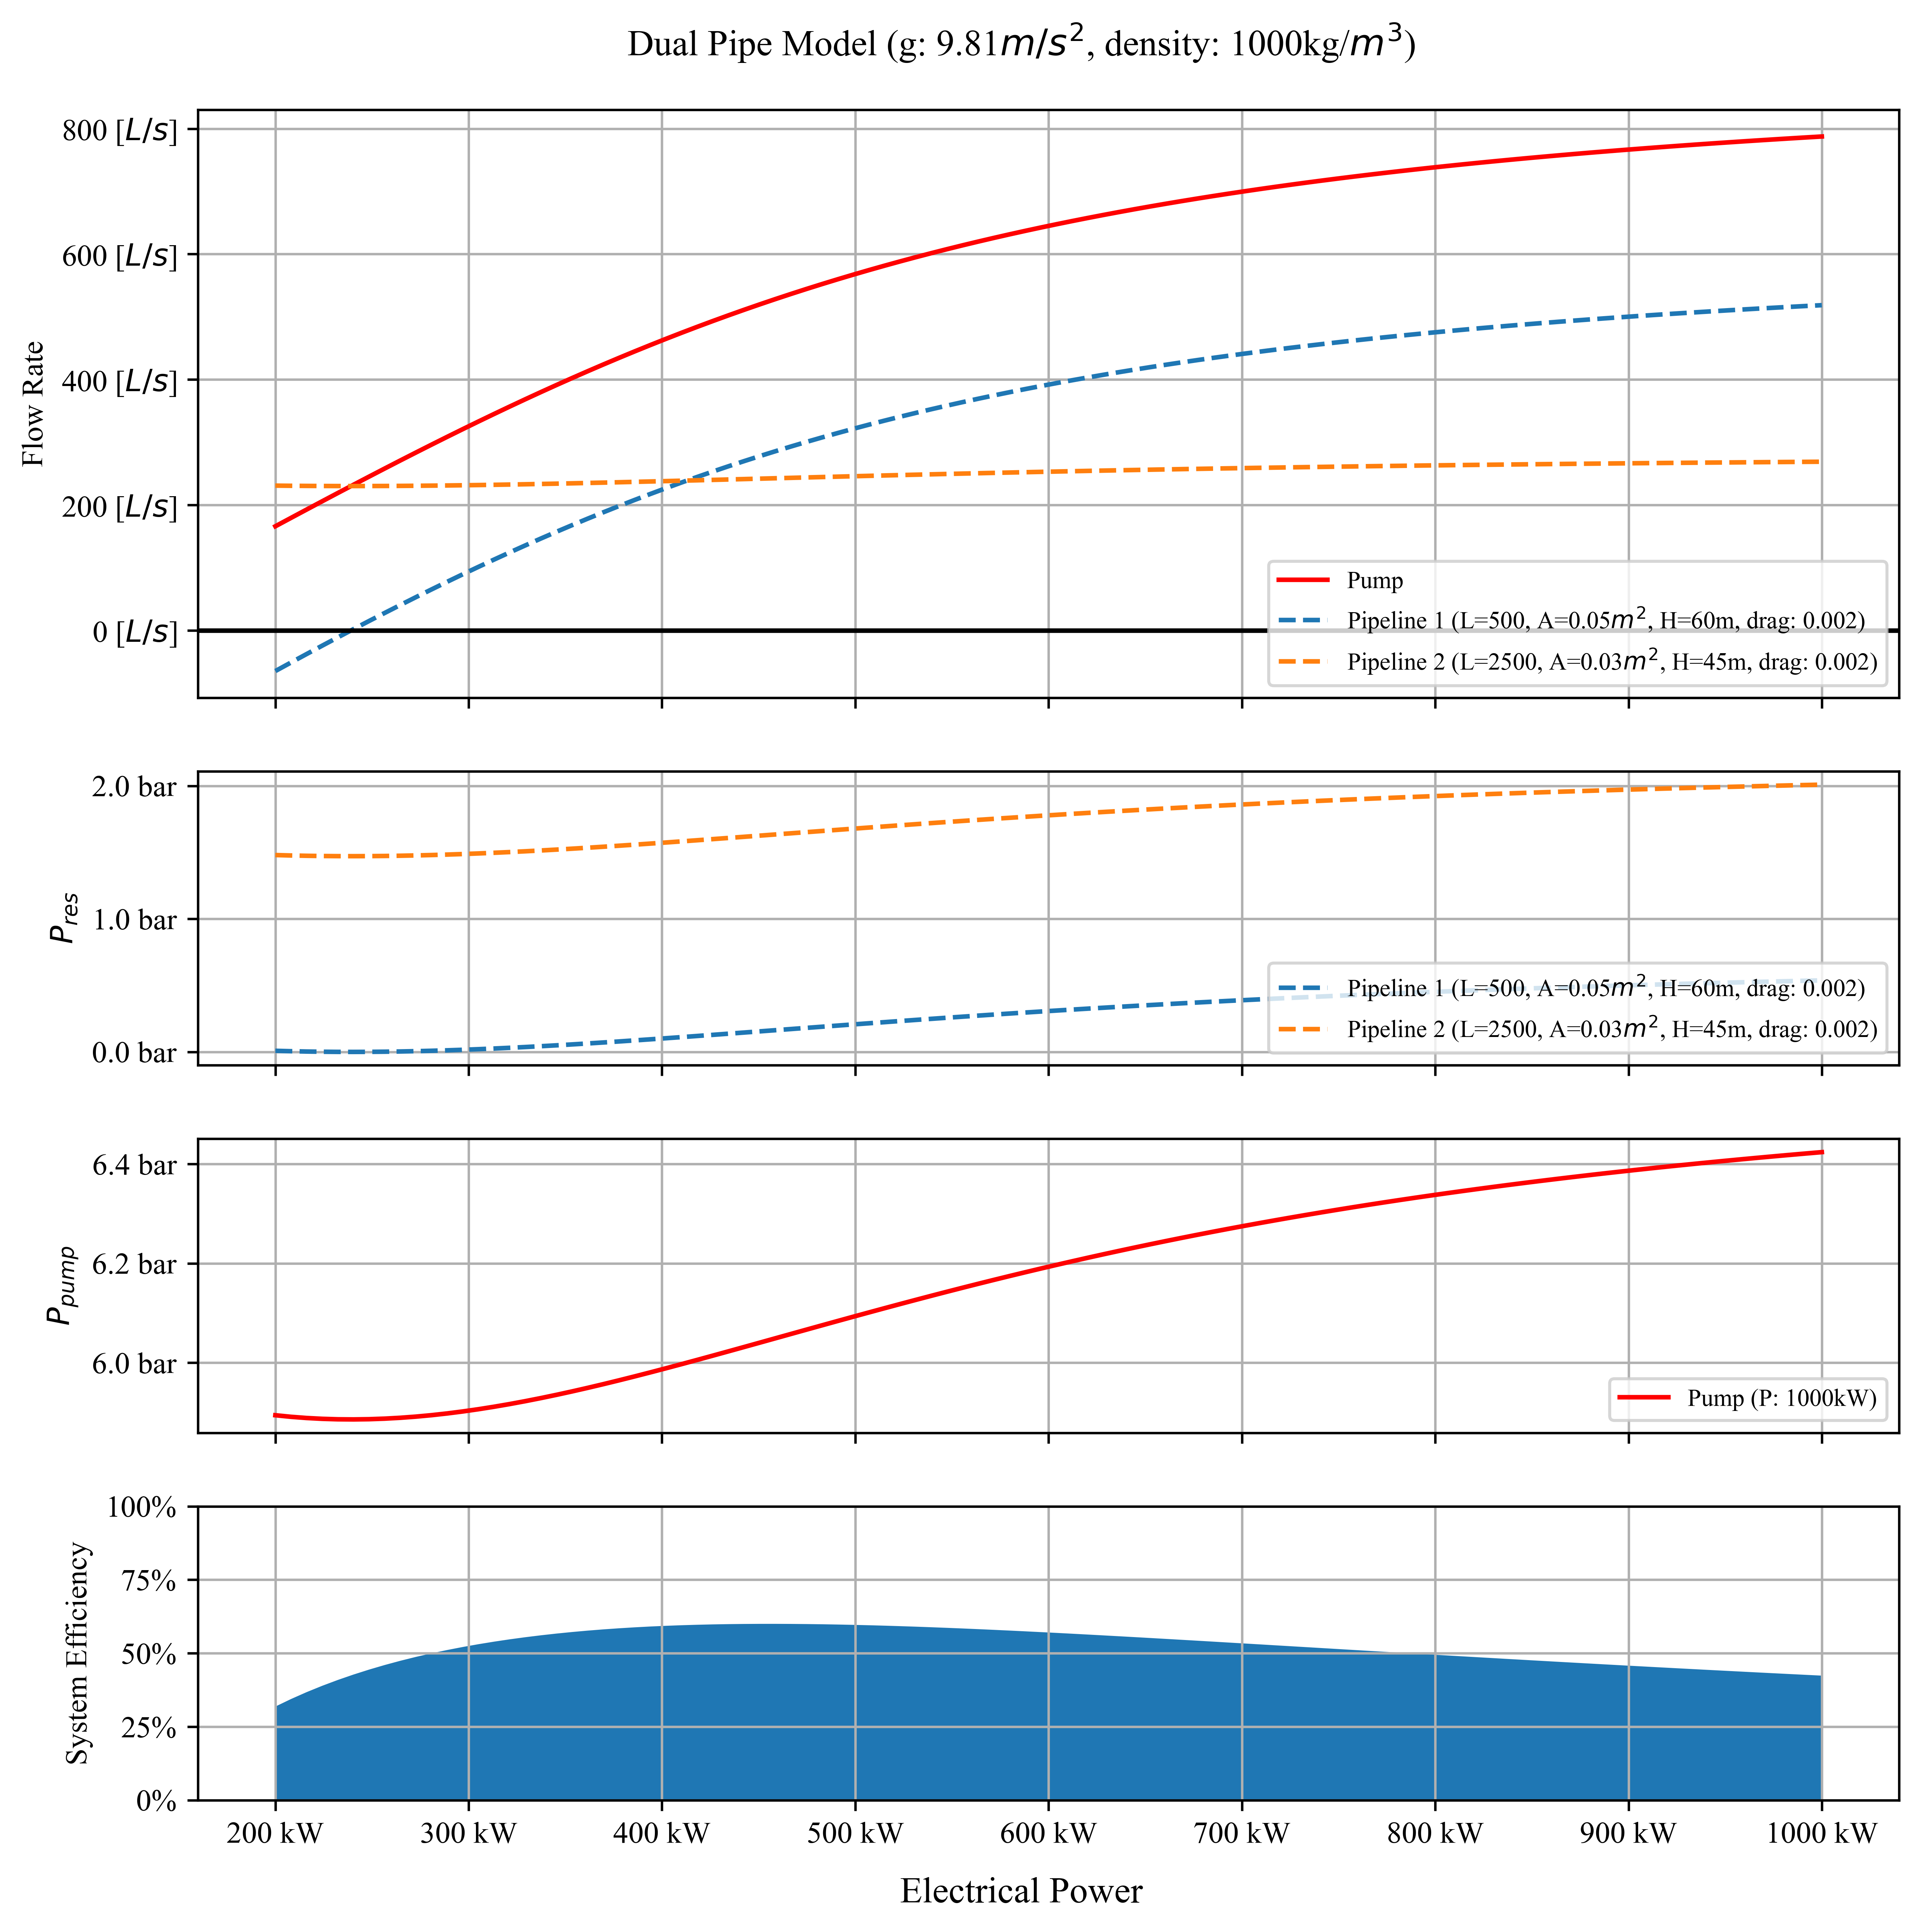 Dual Pipe Model (g: 9.81m/s², density: 1000kg/m³)
800 [L/s]
600 [L/s]
400 [L/s]
200 [L/s]
0 [L/s]
Flow Rate
Pump
Pipeline 1 (L=500, A=0.05m², H=60m, drag: 0.002)
Pipeline 2 (L=2500, A=0.03m², H=45m, drag: 0.002)
2.0 bar
1.0 bar
0.0 bar
P_res
Pipeline 1 (L=500, A=0.05m², H=60m, drag: 0.002)
Pipeline 2 (L=2500, A=0.03m², H=45m, drag: 0.002)
6.4 bar
6.2 bar
6.0 bar
P_pump
Pump (P: 1000kW)
100%
75%
50%
25%
0%
System Efficiency
200 kW 300 kW 400 kW 500 kW 600 kW 700 kW 800 kW 900 kW 1000 kW
Electrical Power